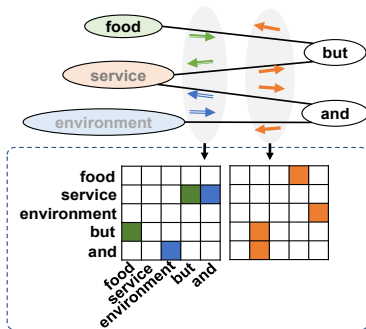 food
but
service
and
environment
food
service
environment
but
and
food
service
environment
but
and